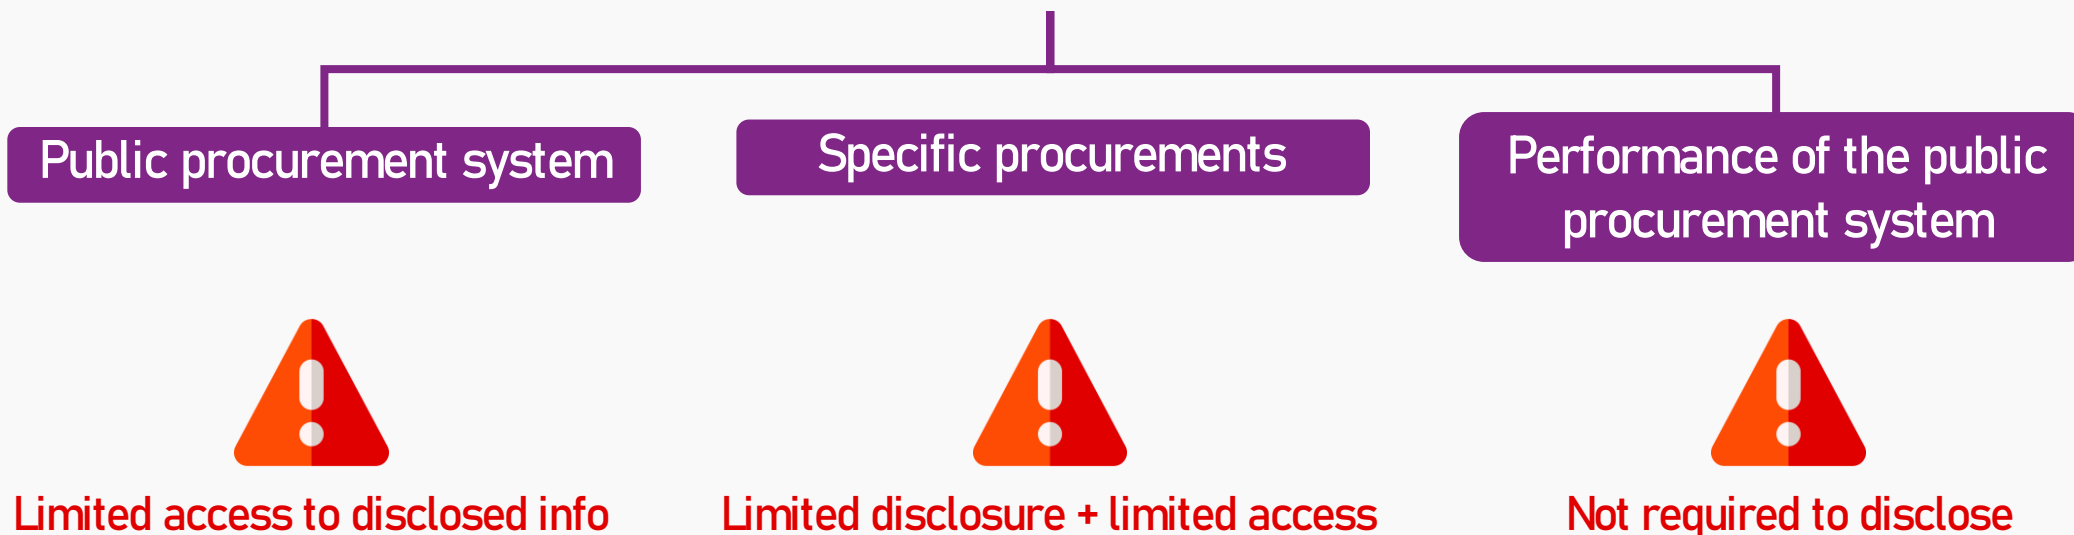 Public procurement system
Specific procurements
Performance of the public
procurement system
Limited access to disclosed info
Limited disclosure + limited access
Not required to disclose